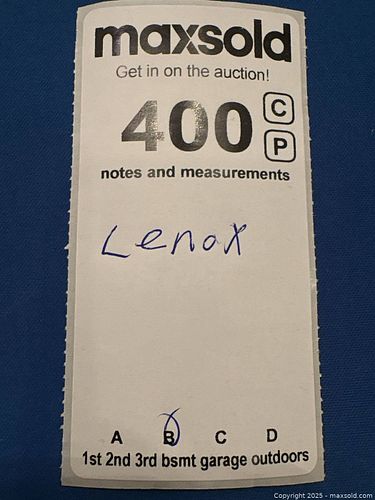 maxsold
Get in on the auction!
400 C
P
notes and measurements
Lenox
A B C D
1st 2nd 3rd bsmt garage outdoors
Copyright 2025 - maxsold.com